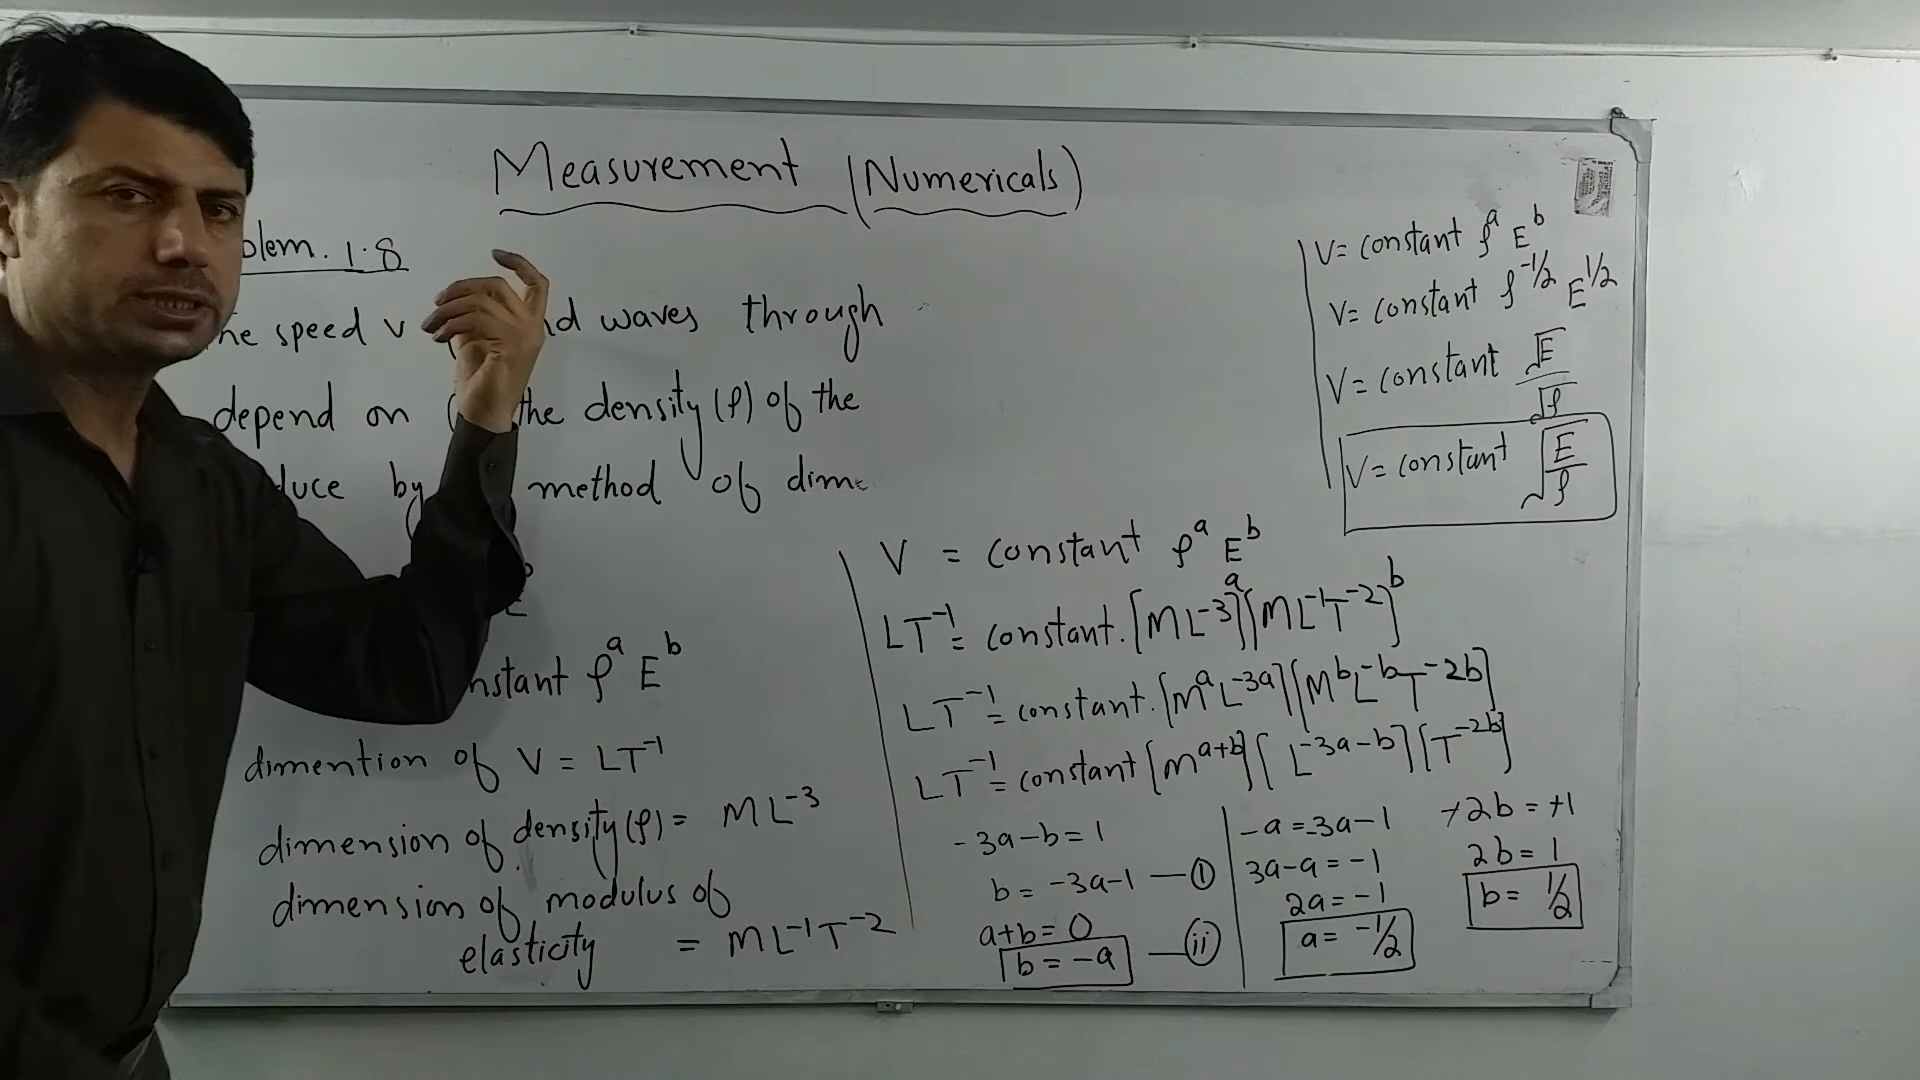 Measurement (Numericals)
blem. 1.8
he speed v nd waves through
depend on ( the density (ρ) of the
duce by method of dime
E
nstant ρ^a E^b
dimention of V = LT^-1
dimension of density (ρ) = ML^-3
dimension of modulus of
elasticity = ML^-1T^-2
V = constant ρ^a E^b
LT^-1 = constant. [ML^-3]^a [ML^-1T^-2]^b
LT^-1 = constant. [M^a L^-3a] [M^b L^-b T^-2b]
LT^-1 = constant [M^a+b] [L^-3a-b] [T^-2b]
-3a-b = 1
b = -3a-1 — (i)
a+b = 0
b = -a — (ii)
-a = -3a-1
3a-a = -1
2a = -1
a = -1/2
+2b = +1
2b = 1
b = 1/2
V = constant ρ^a E^b
V = constant ρ^-1/2 E^1/2
V = constant √E/√ρ
V = constant √(E/ρ)